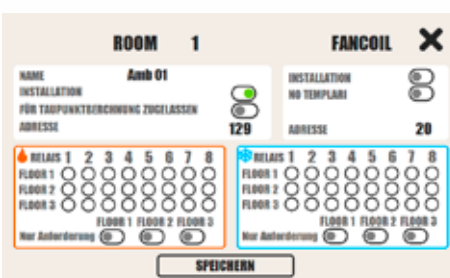 ROOM 1
FANCOIL X
NAME Amb 01
INSTALLATION
FÜR TAUPUNKTBERCHNUNG ZUGELASSEN
ADRESSE 129
INSTALLATION
NO TEMPLARI
ADRESSE 20
RELAIS 1 2 3 4 5 6 7 8
FLOOR 1
FLOOR 2
FLOOR 3
FLOOR 1 FLOOR 2 FLOOR 3
Nur Anforderung
RELAIS 1 2 3 4 5 6 7 8
FLOOR 1
FLOOR 2
FLOOR 3
FLOOR 1 FLOOR 2 FLOOR 3
Nur Anforderung
SPEICHERN